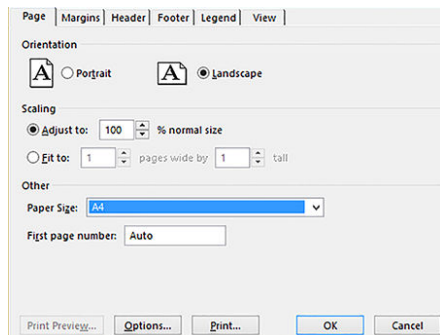 Page Margins Header Footer Legend View
Orientation
A Portrait A Landscape
Scaling
Adjust to: 100 % normal size
Fit to: 1 pages wide by 1 tall
Other
Paper Size: A4
First page number: Auto
Print Preview... Options... Print... OK Cancel